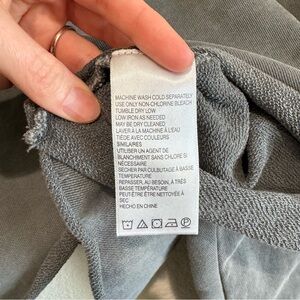 MACHINE WASH COLD SEPARATELY
USE ONLY NON-CHLORINE BLEACH
TUMBLE DRY LOW
LOW IRON AS NEEDED
MAY BE DRY CLEANED
LAVER À LA MACHINE À L'EAU
TIÈDE AVEC COULEURS
SIMILAIRES
UTILISER UN AGENT DE
BLANCHIMENT SANS CHLORE SI
NÉCESSAIRE
SÉCHER PAR CULBUTAGE À BASSE
TEMPÉRATURE
REPASSER, AU BESOIN, À TRÈS
BASSE TEMPÉRATURE
PEUT-ÊTRE NETTOYÉE À
SEC
HECHO EN CHINE
P